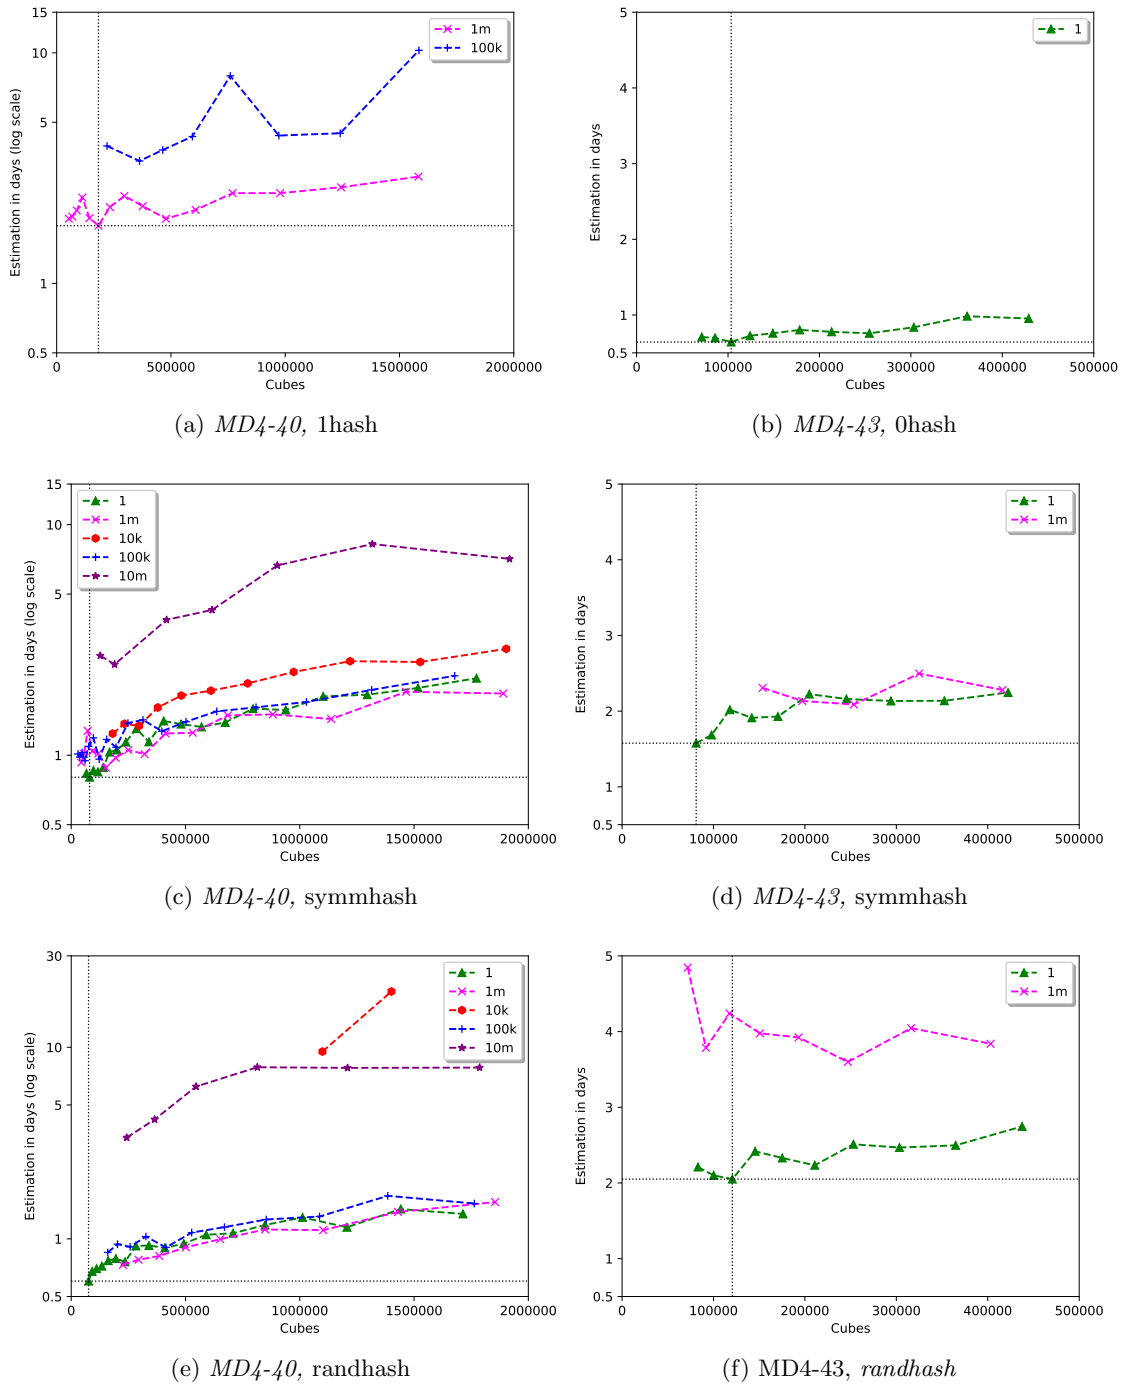 15
10
5
1
0.5
Estimation in days (log scale)
1m
100k
0 500000 1000000 1500000 2000000
Cubes
(a) MD4-40, 1hash
5
4
3
2
1
0.5
Estimation in days
1
0 100000 200000 300000 400000 500000
Cubes
(b) MD4-43, 0hash
15
10
5
1
0.5
Estimation in days (log scale)
1
1m
10k
100k
10m
0 500000 1000000 1500000 2000000
Cubes
(c) MD4-40, symmhash
5
4
3
2
1
0.5
Estimation in days
1
1m
0 100000 200000 300000 400000 500000
Cubes
(d) MD4-43, symmhash
30
10
5
1
0.5
Estimation in days (log scale)
1
1m
10k
100k
10m
0 500000 1000000 1500000 2000000
Cubes
(e) MD4-40, randhash
5
4
3
2
1
0.5
Estimation in days
1
1m
0 100000 200000 300000 400000 500000
Cubes
(f) MD4-43, randhash